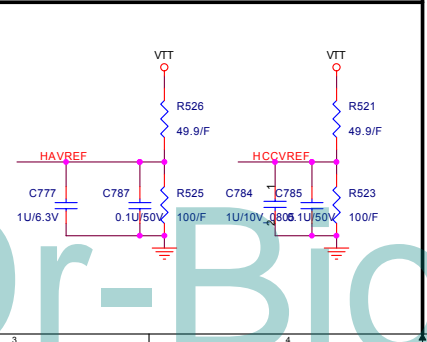 VTT
VTT
R526
R521
49.9/F
49.9/F
HAVREF
HCCVREF
C777
C787
R525
C784
1
C785
R523
1U/6.3V
0.1U/50V
100/F
1U/10V_0805
0.1U/50V
100/F
2
Dr-Bio
3
4